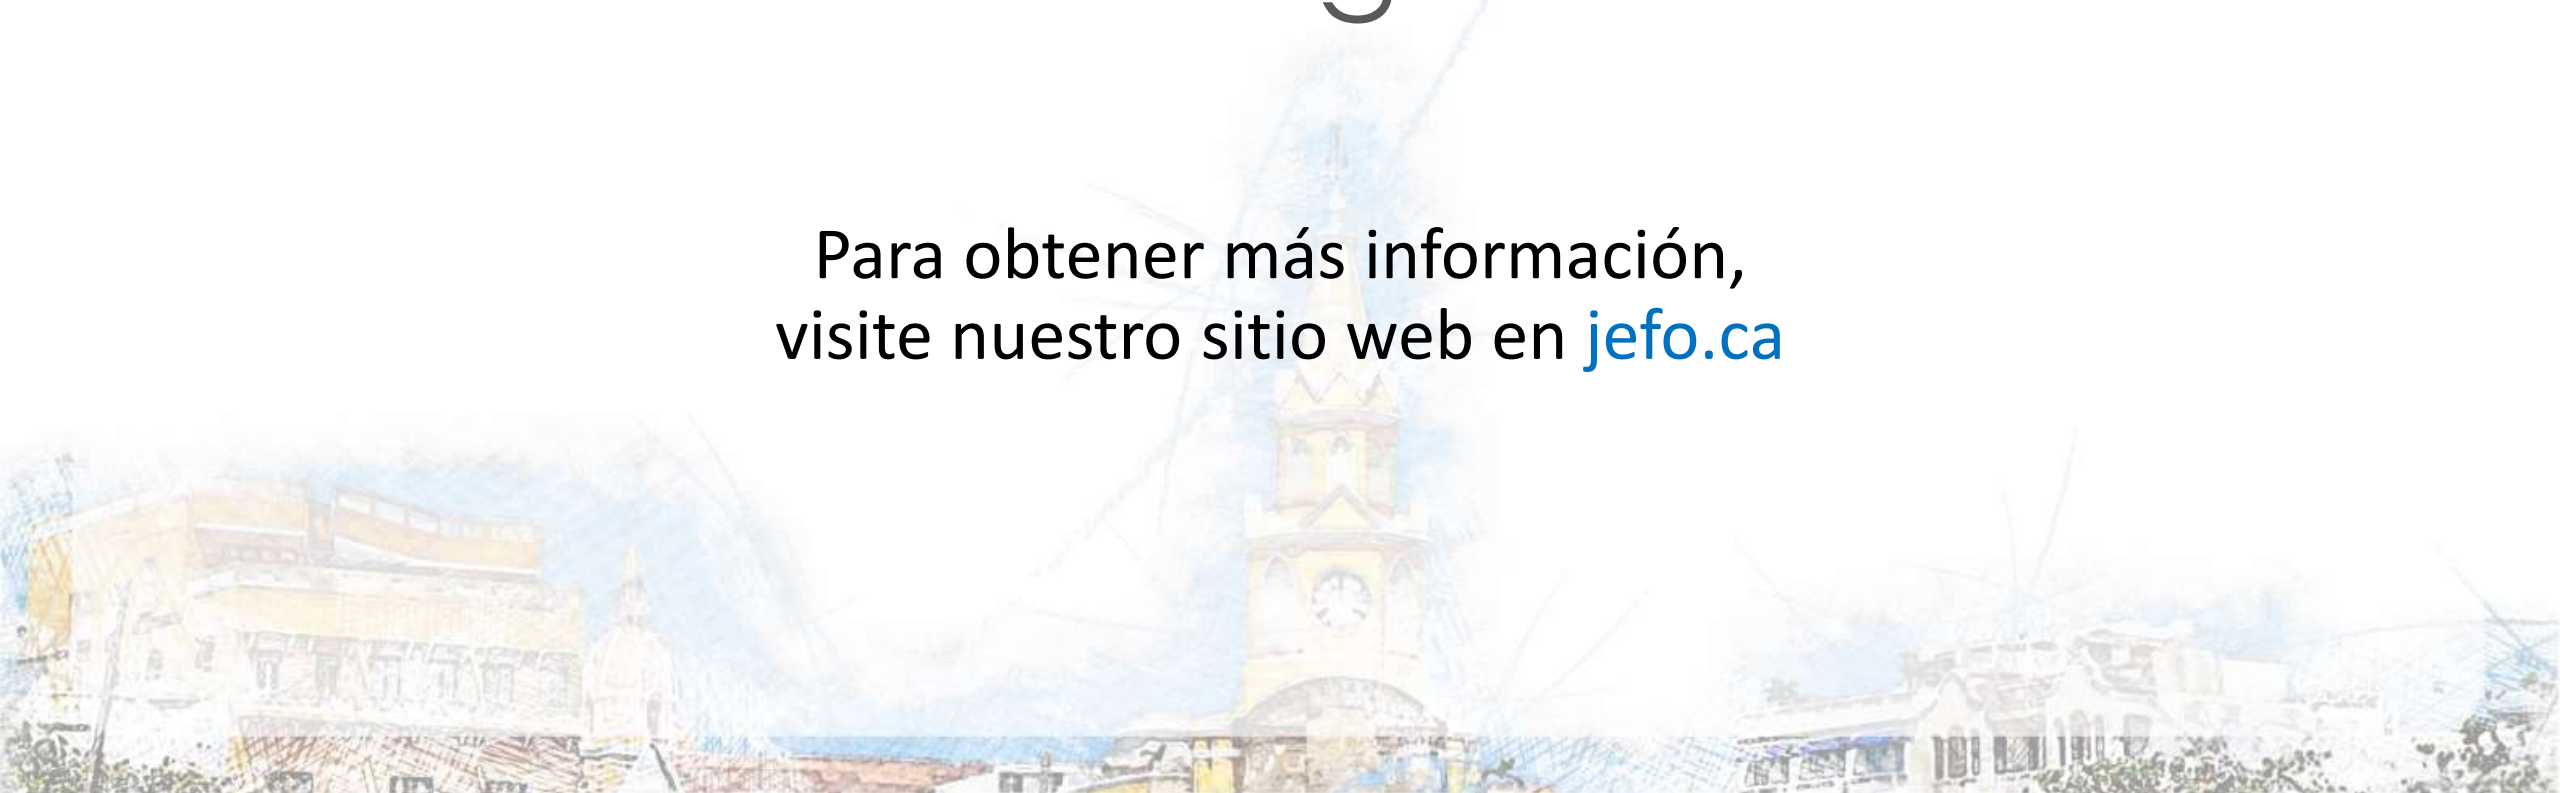 Para obtener más información,
visite nuestro sitio web en jefo.ca